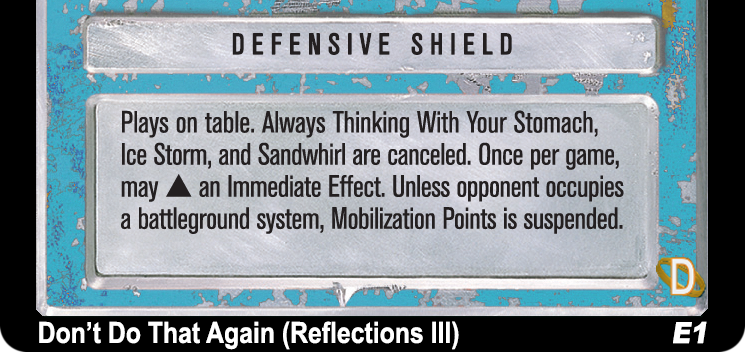 DEFENSIVE SHIELD
Plays on table. Always Thinking With Your Stomach,
Ice Storm, and Sandwhirl are canceled. Once per game,
may ▲ an Immediate Effect. Unless opponent occupies
a battleground system, Mobilization Points is suspended.
D
Don't Do That Again (Reflections III) E1